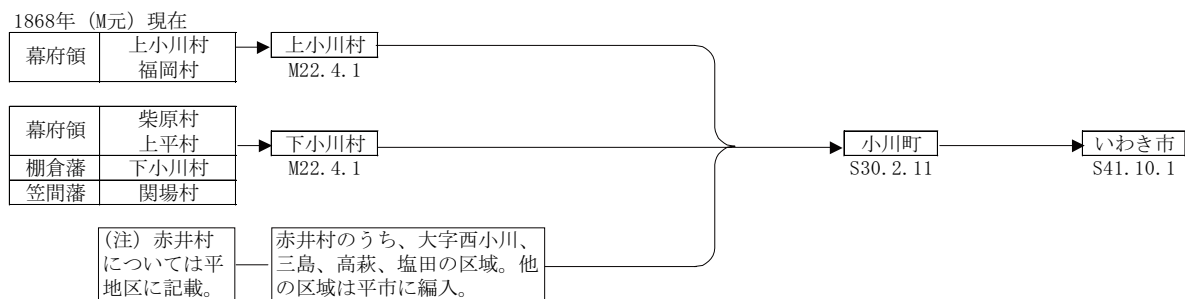 1868年（M元）現在
幕府領
上小川村
福岡村
上小川村
M22.4.1
幕府領
柴原村
上平村
棚倉藩
下小川村
笠間藩
関場村
下小川村
M22.4.1
小川町
S30.2.11
いわき市
S41.10.1
(注）赤井村
については平
地区に記載。
赤井村のうち、大字西小川、
三島、高萩、塩田の区域。他
の区域は平市に編入。